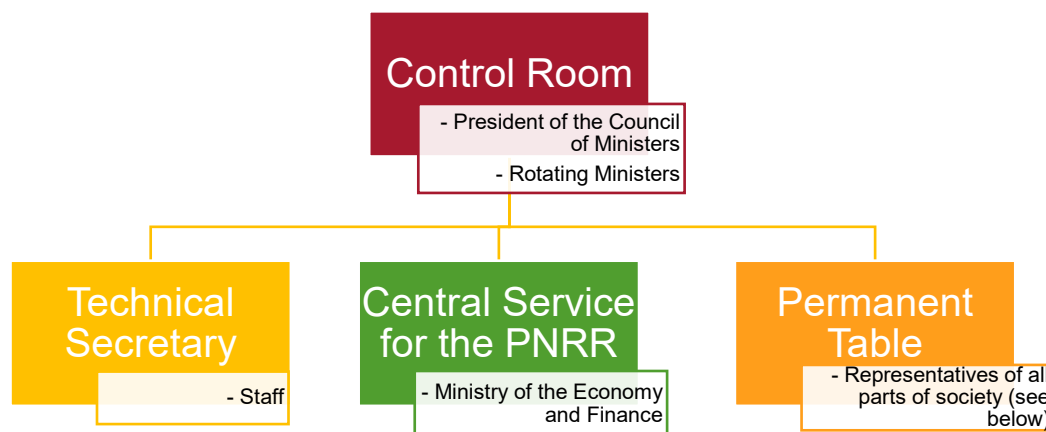 Control Room
- President of the Council
of Ministers
- Rotating Ministers
Technical
Secretary
- Staff
Central Service
for the PNRR
- Ministry of the Economy
and Finance
Permanent
Table
- Representatives of all
parts of society (see
below)